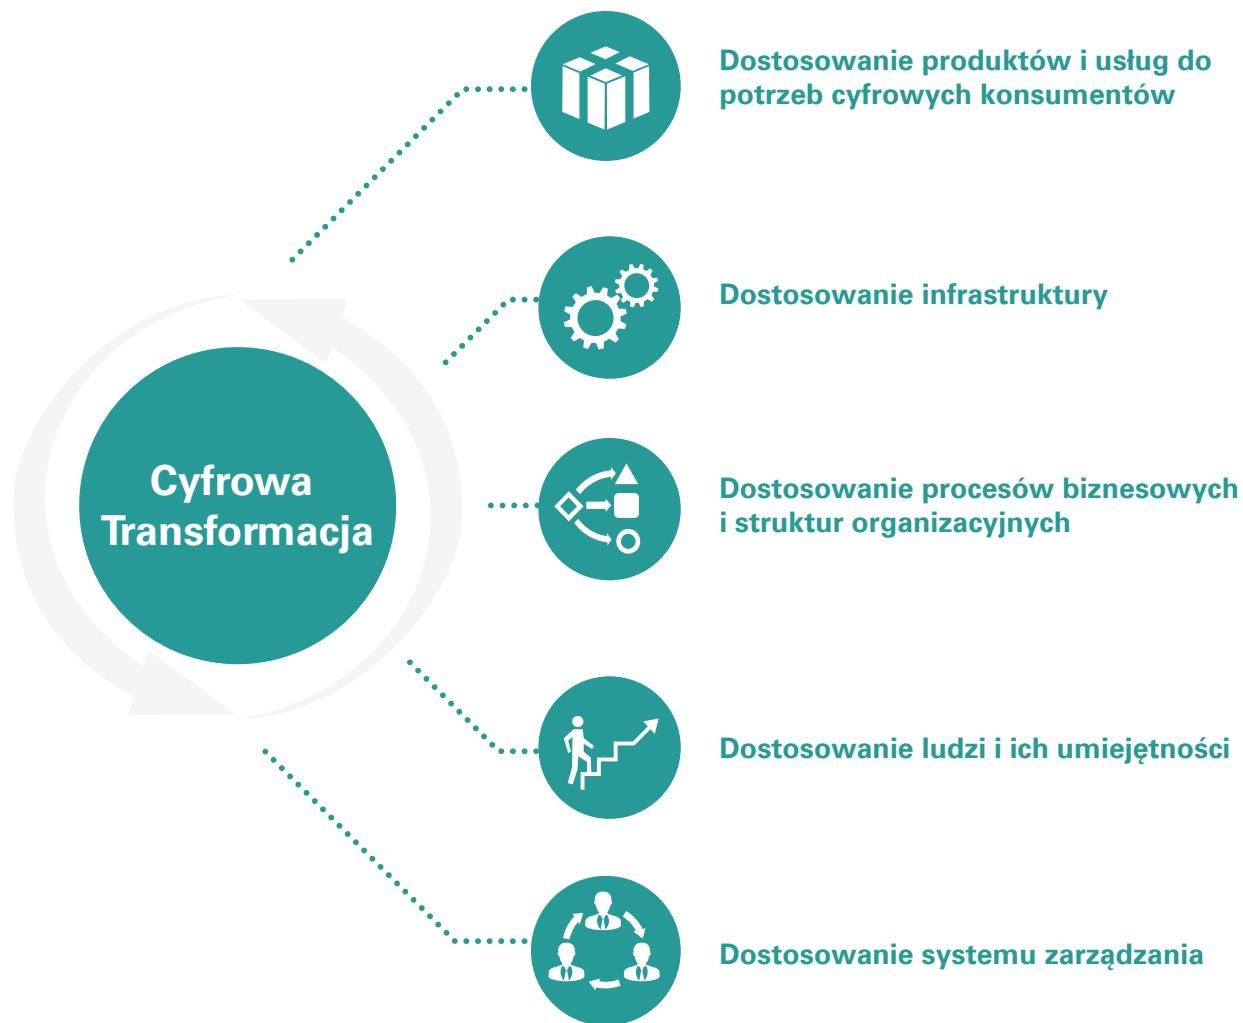 Dostosowanie produktów i usług do
potrzeb cyfrowych konsumentów
Dostosowanie infrastruktury
Cyfrowa
Transformacja
Dostosowanie procesów biznesowych
i struktur organizacyjnych
Dostosowanie ludzi i ich umiejętności
Dostosowanie systemu zarządzania